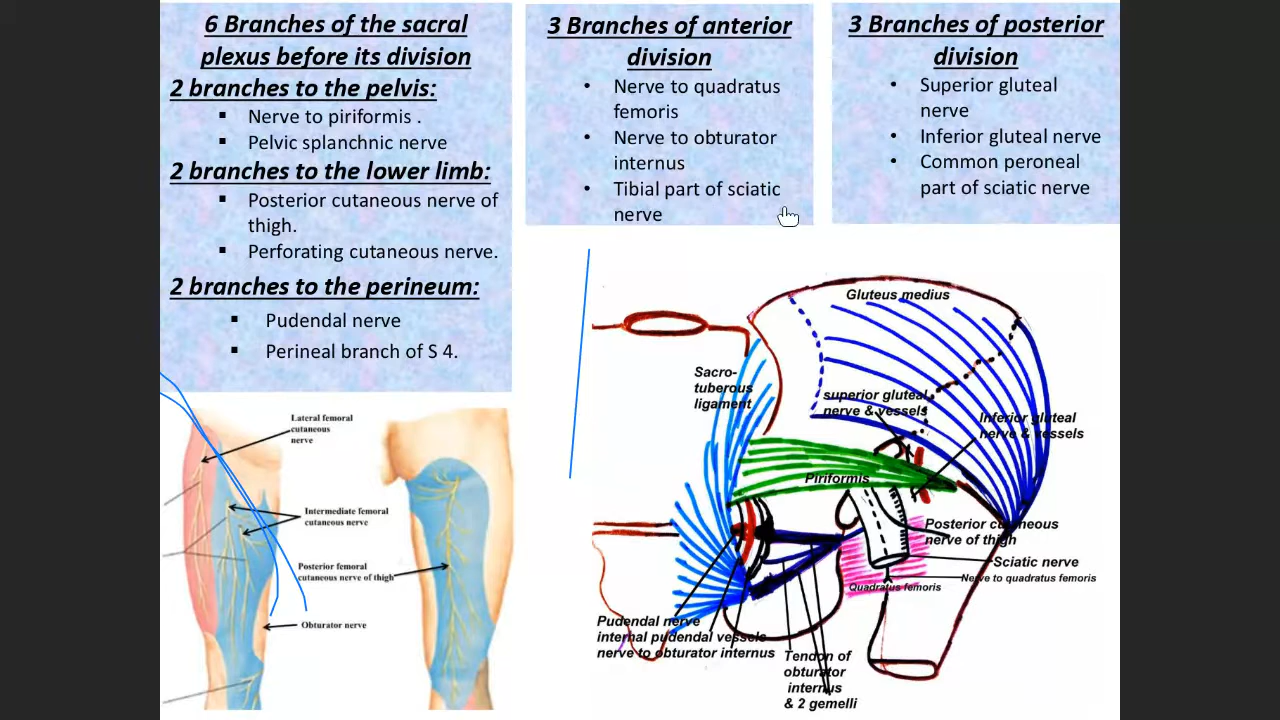 6 Branches of the sacral
plexus before its division
2 branches to the pelvis:
▪ Nerve to piriformis .
▪ Pelvic splanchnic nerve
2 branches to the lower limb:
▪ Posterior cutaneous nerve of
thigh.
▪ Perforating cutaneous nerve.
2 branches to the perineum:
▪ Pudendal nerve
▪ Perineal branch of S 4.
3 Branches of anterior
division
• Nerve to quadratus
femoris
• Nerve to obturator
internus
• Tibial part of sciatic
nerve
3 Branches of posterior
division
• Superior gluteal
nerve
• Inferior gluteal nerve
• Common peroneal
part of sciatic nerve
Lateral femoral
cutaneous
nerve
Intermediate femoral
cutaneous nerve
Posterior femoral
cutaneous nerve of thigh
Obturator nerve
Gluteus medius
Sacro-
tuberous
ligament
superior gluteal
nerve & vessels
Inferior gluteal
nerve & vessels
Piriformis
Posterior cutaneous
nerve of thigh
Sciatic nerve
Nerve to quadratus femoris
Quadratus femoris
Pudendal nerve
internal pudendal vessels
nerve to obturator internus
Tendon of
obturator
internus
& 2 gemelli